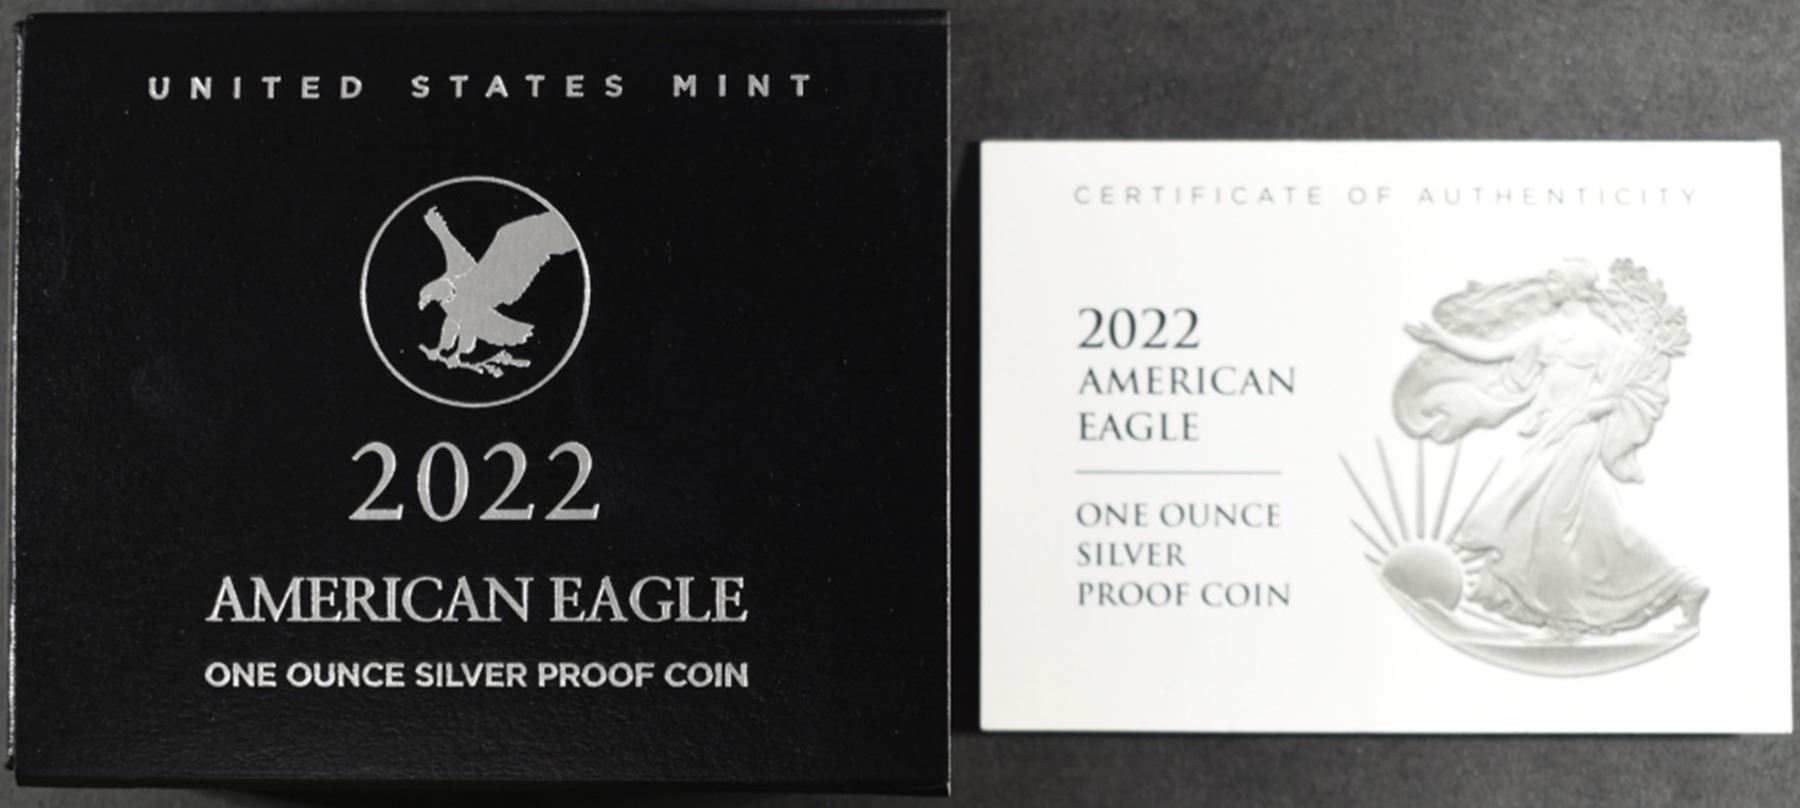 UNITED STATES MINT
2022
AMERICAN EAGLE
ONE OUNCE SILVER PROOF COIN
CERTIFICATE OF AUTHENTICITY
2022
AMERICAN
EAGLE
ONE OUNCE
SILVER
PROOF COIN